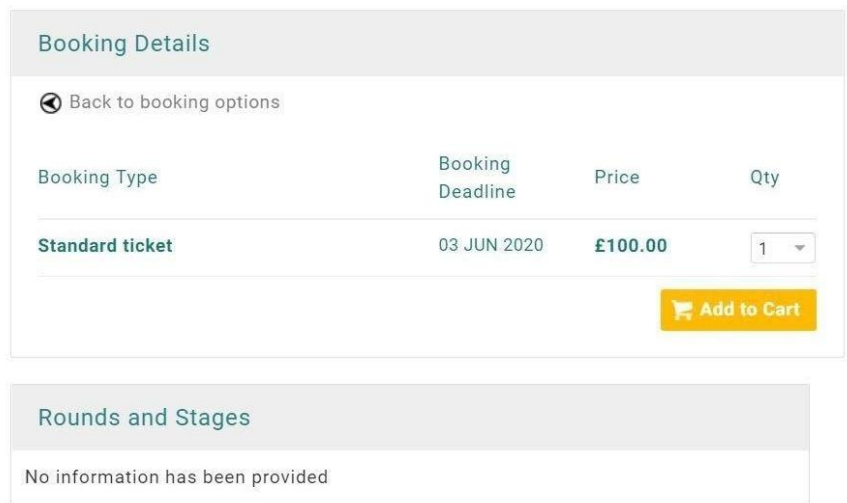 Booking Details
Back to booking options
Booking Type
Booking
Deadline
Price
Qty
Standard ticket
03 JUN 2020
£100.00
1
Add to Cart
Rounds and Stages
No information has been provided